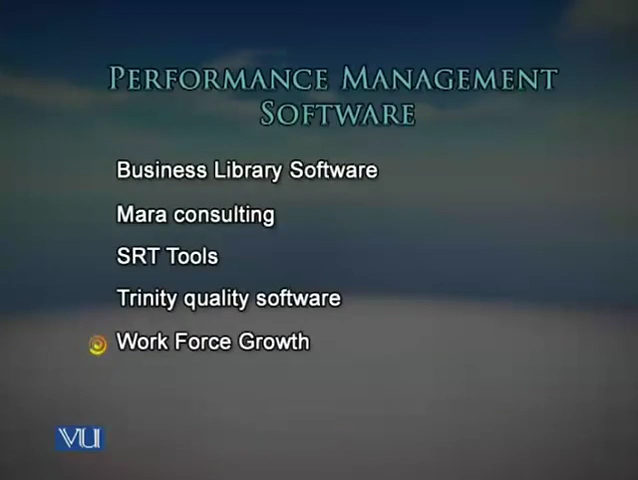 PERFORMANCE MANAGEMENT
SOFTWARE
Business Library Software
Mara consulting
SRT Tools
Trinity quality software
Work Force Growth
VU